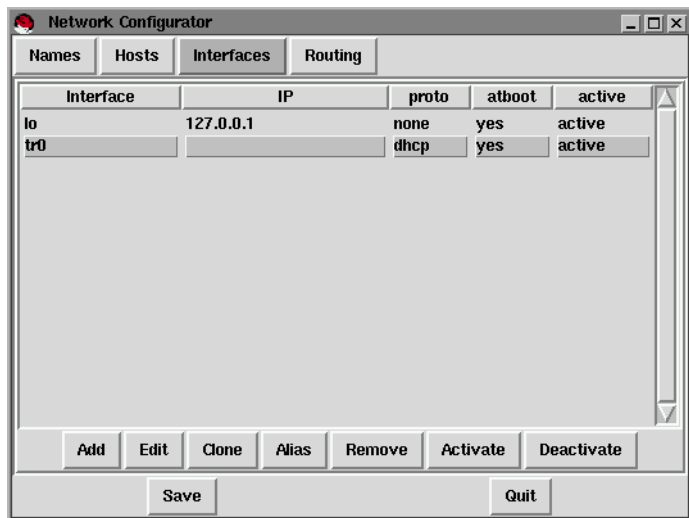 Network Configurator
Names Hosts Interfaces Routing
Interface IP proto atboot active
lo 127.0.0.1 none yes active
tr0 dhcp yes active
Add Edit Clone Alias Remove Activate Deactivate
Save Quit